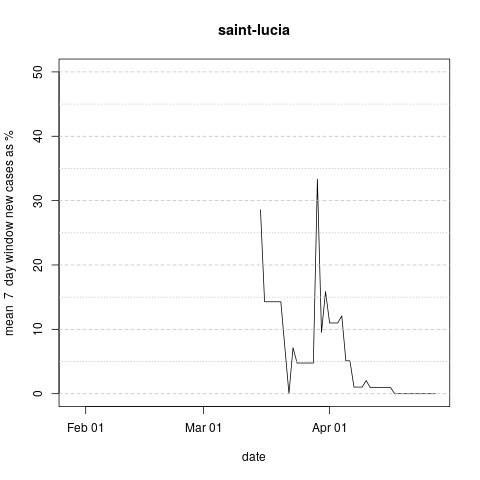 saint-lucia
50
40
30
20
10
0
mean 7 day window new cases as %
Feb 01
Mar 01
Apr 01
date